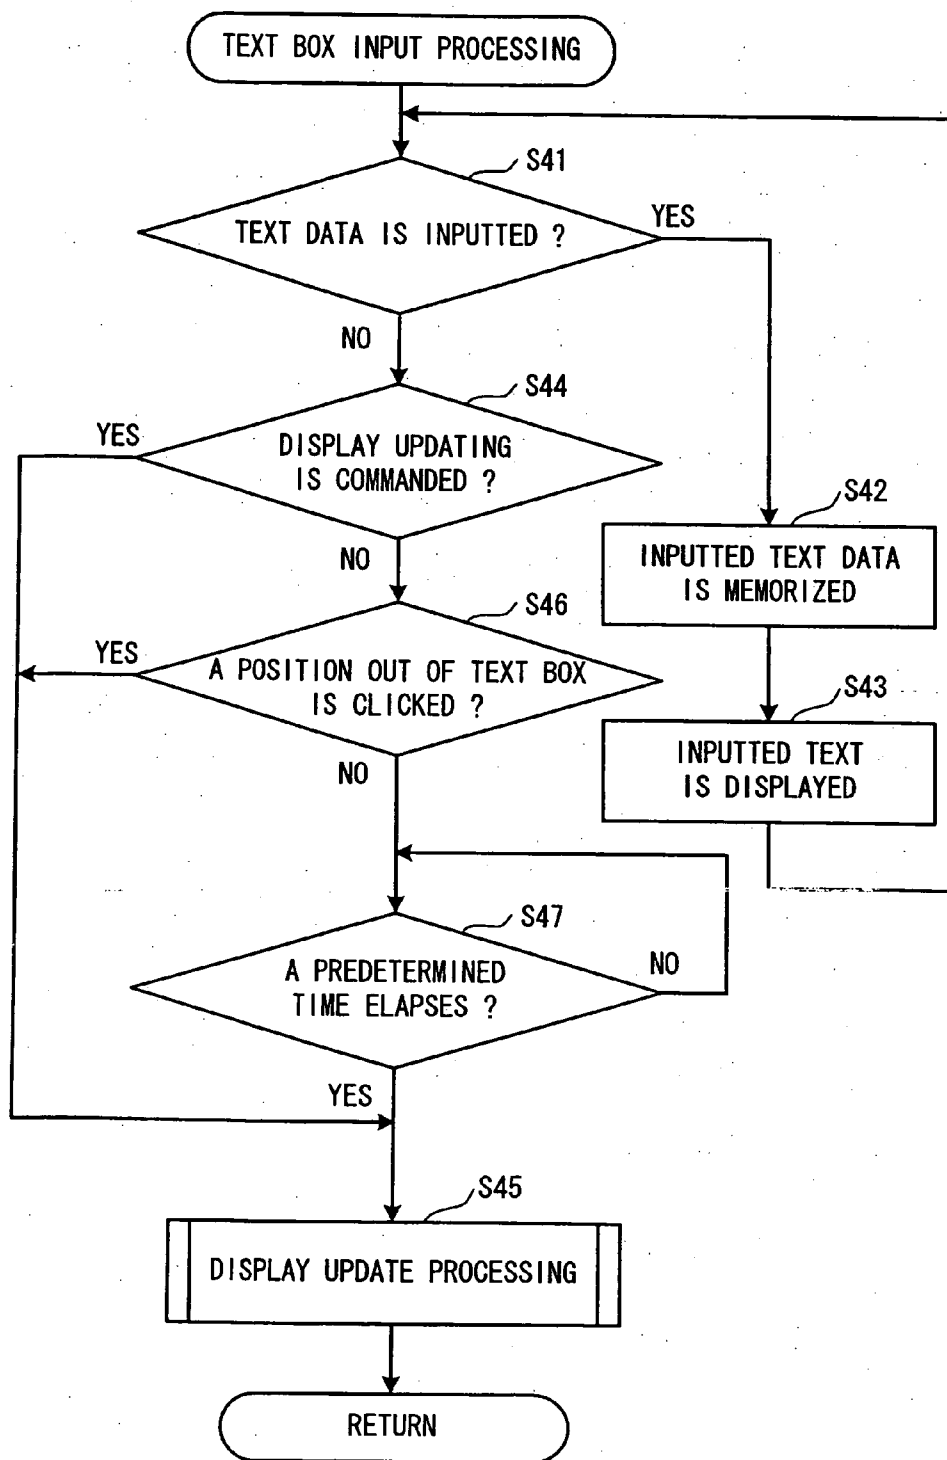 TEXT BOX INPUT PROCESSING
S41
TEXT DATA IS INPUTTED ?
YES
NO
S44
YES
DISPLAY UPDATING
IS COMMANDED ?
NO
S42
INPUTTED TEXT DATA
IS MEMORIZED
S46
YES
A POSITION OUT OF TEXT BOX
IS CLICKED ?
NO
S43
INPUTTED TEXT
IS DISPLAYED
S47
A PREDETERMINED
TIME ELAPSES ?
NO
YES
S45
DISPLAY UPDATE PROCESSING
RETURN